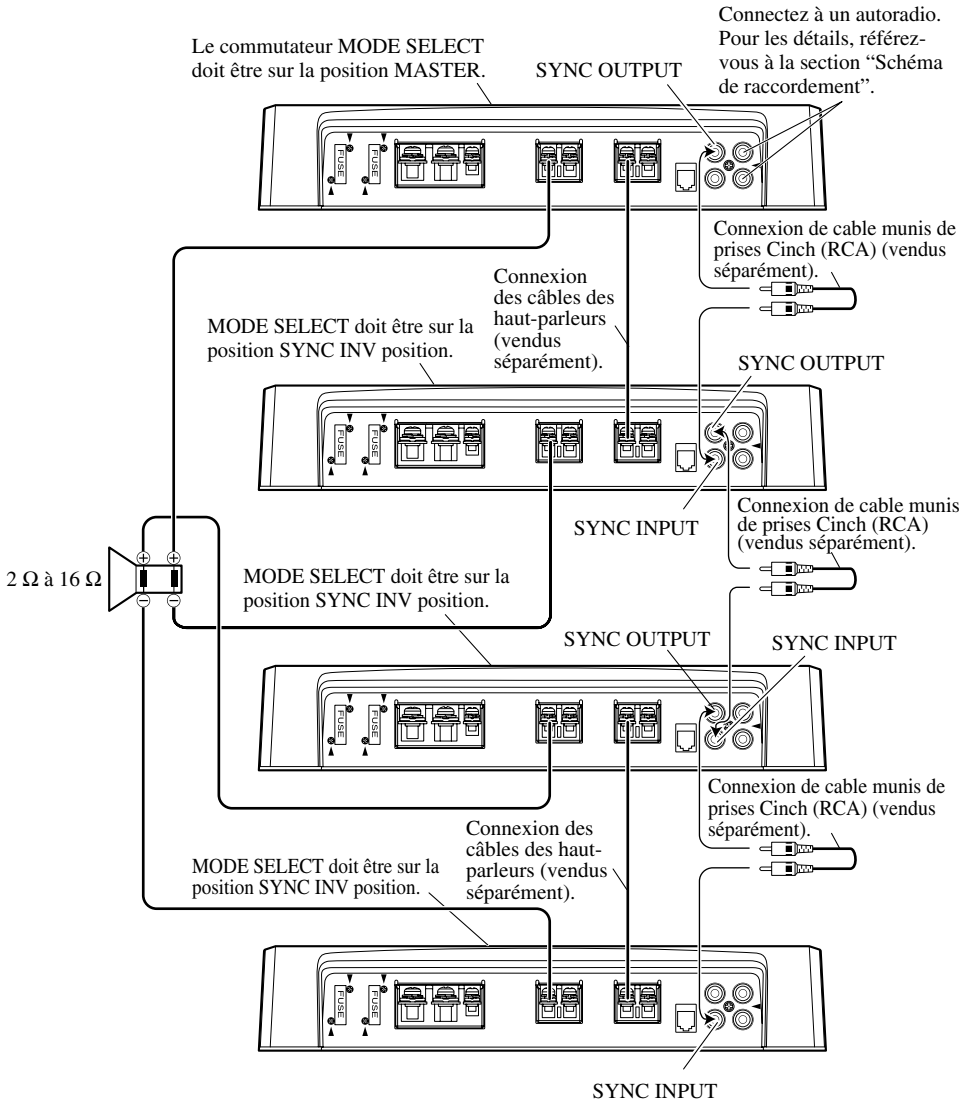 Connectez à un autoradio.
Pour les détails, référez-
vous à la section “Schéma
de raccordement”.
Le commutateur MODE SELECT
doit être sur la position MASTER.
SYNC OUTPUT
FUSE
FUSE
Connexion de cable munis de
prises Cinch (RCA) (vendus
séparément).
Connexion
des câbles des
haut-parleurs
(vendus
séparément).
MODE SELECT doit être sur la
position SYNC INV position.
SYNC OUTPUT
FUSE
FUSE
SYNC INPUT
Connexion de cable munis
de prises Cinch (RCA)
(vendus séparément).
2 Ω à 16 Ω
+
+
−
−
MODE SELECT doit être sur la
position SYNC INV position.
SYNC OUTPUT
SYNC INPUT
FUSE
FUSE
Connexion de cable munis de
prises Cinch (RCA) (vendus
séparément).
Connexion des
câbles des haut-
parleurs (vendus
séparément).
MODE SELECT doit être sur la
position SYNC INV position.
FUSE
FUSE
SYNC INPUT